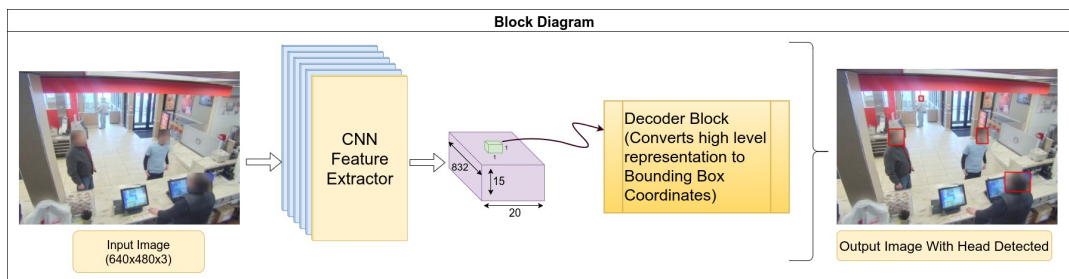 Block Diagram
Input Image
(640x480x3)
CNN
Feature
Extractor
832
1
1
15
20
Decoder Block
(Converts high level
representation to
Bounding Box
Coordinates)
Output Image With Head Detected